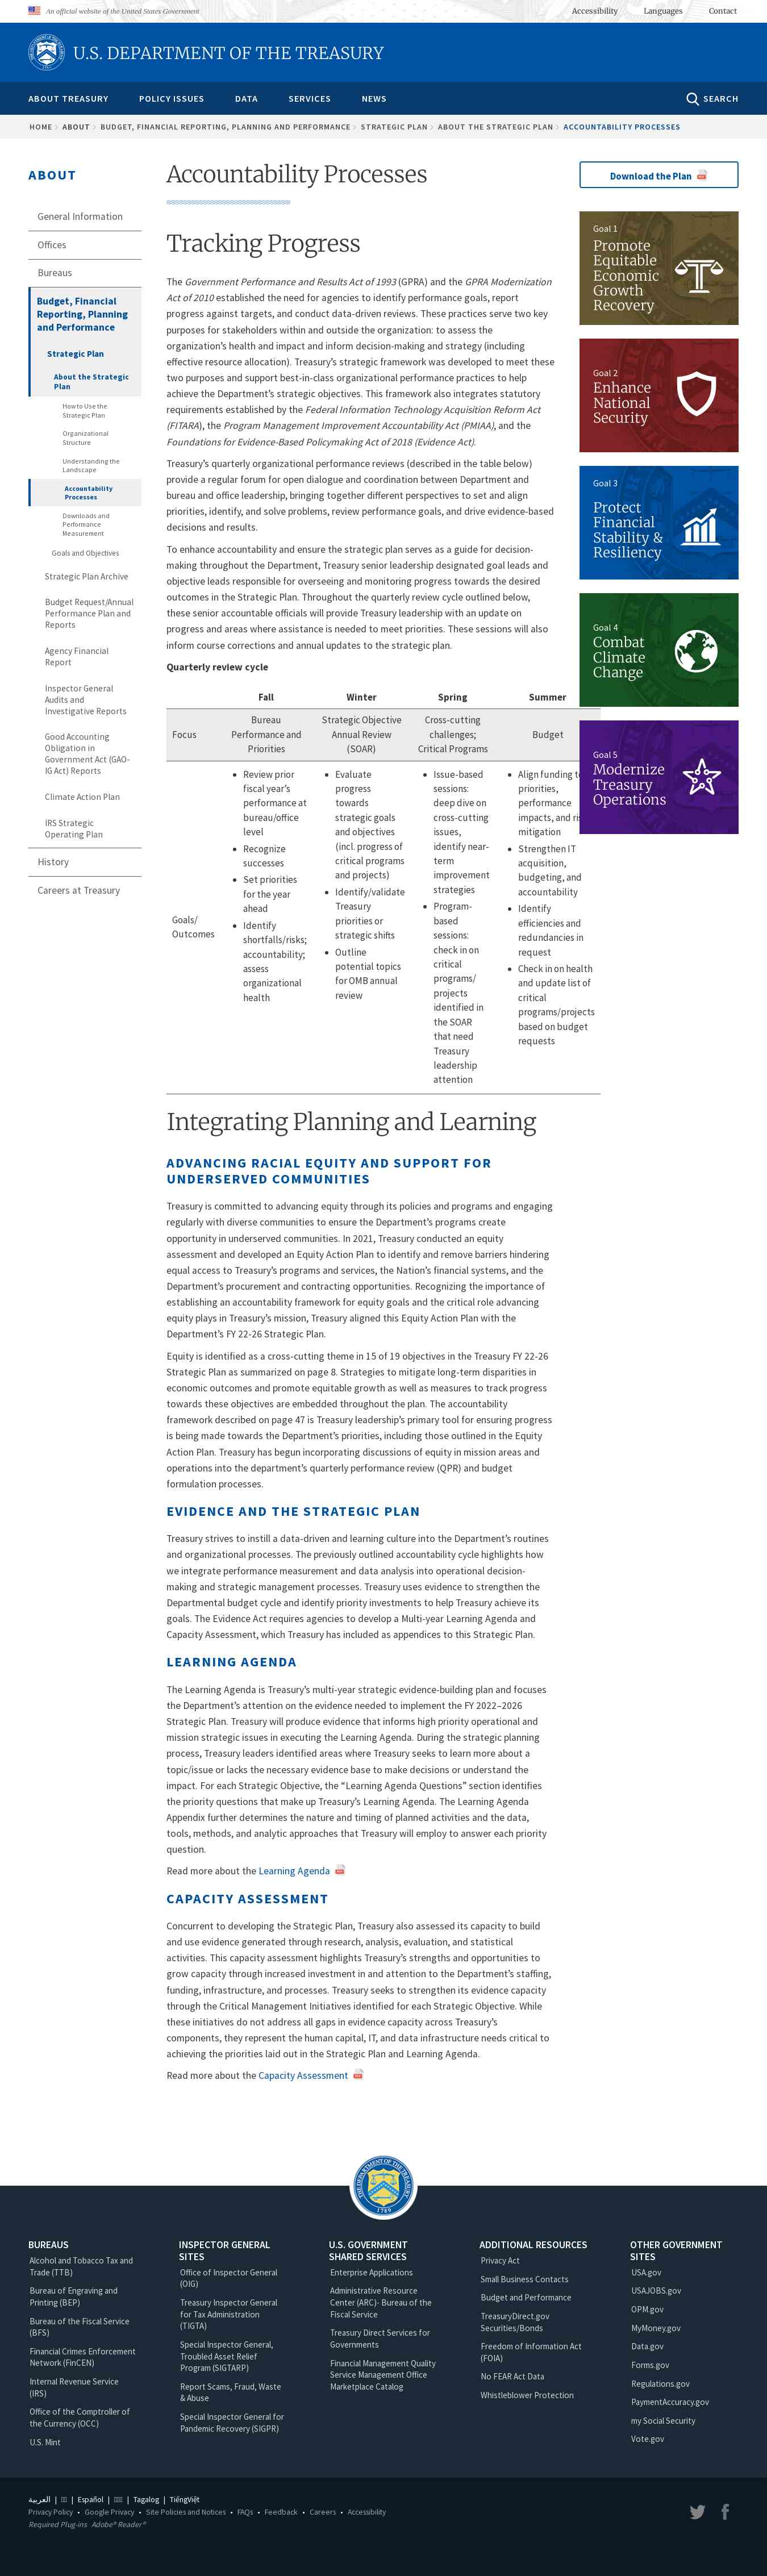 An official website of the United States Government
Accessibility Languages Contact
U.S. DEPARTMENT OF THE TREASURY
ABOUT TREASURY POLICY ISSUES DATA SERVICES NEWS SEARCH
HOME ABOUT BUDGET, FINANCIAL REPORTING, PLANNING AND PERFORMANCE STRATEGIC PLAN ABOUT THE STRATEGIC PLAN ACCOUNTABILITY PROCESSES
ABOUT
General Information
Offices
Bureaus
Budget, Financial
Reporting, Planning
and Performance
Strategic Plan
About the Strategic
Plan
How to Use the
Strategic Plan
Organizational
Structure
Understanding the
Landscape
Accountability
Processes
Downloads and
Performance
Measurement
Goals and Objectives
Strategic Plan Archive
Budget Request/Annual
Performance Plan and
Reports
Agency Financial
Report
Inspector General
Audits and
Investigative Reports
Good Accounting
Obligation in
Government Act (GAO-
IG Act) Reports
Climate Action Plan
IRS Strategic
Operating Plan
History
Careers at Treasury
Accountability Processes
Tracking Progress
The Government Performance and Results Act of 1993 (GPRA) and the GPRA Modernization
Act of 2010 established the need for agencies to identify performance goals, report
progress against targets, and conduct data-driven reviews. These practices serve two key
purposes for stakeholders within and outside the organization: to assess the
organization's health and impact and inform decision-making and strategy (including
effective resource allocation). Treasury's strategic framework was developed to meet these
two purposes and support best-in-class organizational performance practices to help
achieve the Department's strategic objectives. This framework also integrates statutory
requirements established by the Federal Information Technology Acquisition Reform Act
(FITARA), the Program Management Improvement Accountability Act (PMIAA), and the
Foundations for Evidence-Based Policymaking Act of 2018 (Evidence Act).
Treasury's quarterly organizational performance reviews (described in the table below)
provide a regular forum for open dialogue and coordination between Department and
bureau and office leadership, bringing together different perspectives to set and align
priorities, identify, and solve problems, review performance goals, and drive evidence-based
decisions and results.
To enhance accountability and ensure the strategic plan serves as a guide for decision-
making throughout the Department, Treasury senior leadership designated goal leads and
objective leads responsible for overseeing and monitoring progress towards the desired
outcomes in the Strategic Plan. Throughout the quarterly review cycle outlined below,
these senior accountable officials will provide Treasury leadership with an update on
progress and areas where assistance is needed to meet priorities. These sessions will also
inform course corrections and annual updates to the strategic plan.
Quarterly review cycle
Fall Winter Spring Summer
Focus
Bureau
Performance and
Priorities
Strategic Objective
Annual Review
(SOAR)
Cross-cutting
challenges;
Critical Programs
Budget
Goals/
Outcomes
Review prior
fiscal year's
performance at
bureau/office
level
Recognize
successes
Set priorities
for the year
ahead
Identify
shortfalls/risks;
accountability;
assess
organizational
health
Evaluate
progress
towards
strategic goals
and objectives
(incl. progress of
critical programs
and projects)
Identify/validate
Treasury
priorities or
strategic shifts
Outline
potential topics
for OMB annual
review
Issue-based
sessions:
deep dive on
cross-cutting
issues,
identify near-
term
improvement
strategies
Program-
based
sessions:
check in on
critical
programs/
projects
identified in
the SOAR
that need
Treasury
leadership
attention
Align funding
priorities,
performance
impacts, and
mitigation
Strengthen IT
acquisition,
budgeting, and
accountability
Identify
efficiencies and
redundancies in
request
Check in on health
and update list of
critical
programs/projects
based on budget
requests
Integrating Planning and Learning
ADVANCING RACIAL EQUITY AND SUPPORT FOR
UNDERSERVED COMMUNITIES
Treasury is committed to advancing equity through its policies and programs and engaging
regularly with diverse communities to ensure the Department's programs create
opportunity in underserved communities. In 2021, Treasury conducted an equity
assessment and developed an Equity Action Plan to identify and remove barriers hindering
equal access to Treasury's programs and services, the Nation's financial systems, and the
Department's procurement and contracting opportunities. Recognizing the importance of
establishing an accountability framework for equity goals and the critical role advancing
equity plays in Treasury's mission, Treasury aligned this Equity Action Plan with the
Department's FY 22-26 Strategic Plan.
Equity is identified as a cross-cutting theme in 15 of 19 objectives in the Treasury FY 22-26
Strategic Plan as summarized on page 8. Strategies to mitigate long-term disparities in
economic outcomes and promote equitable growth as well as measures to track progress
towards these objectives are embedded throughout the plan. The accountability
framework described on page 47 is Treasury leadership's primary tool for ensuring progress
is being made towards the Department's priorities, including those outlined in the Equity
Action Plan. Treasury has begun incorporating discussions of equity in mission areas and
operations into the department's quarterly performance review (QPR) and budget
formulation processes.
EVIDENCE AND THE STRATEGIC PLAN
Treasury strives to instill a data-driven and learning culture into the Department's routines
and organizational processes. The previously outlined accountability cycle highlights how
we integrate performance measurement and data analysis into operational decision-
making and strategic management processes. Treasury uses evidence to strengthen the
Departmental budget cycle and identify priority investments to help Treasury achieve its
goals. The Evidence Act requires agencies to develop a Multi-year Learning Agenda and
Capacity Assessment, which Treasury has included as appendices to this Strategic Plan.
LEARNING AGENDA
The Learning Agenda is Treasury's multi-year strategic evidence-building plan and focuses
the Department's attention on the evidence needed to implement the FY 2022–2026
Strategic Plan. Treasury will produce evidence that informs high priority operational and
mission strategic issues in executing the Learning Agenda. During the strategic planning
process, Treasury leaders identified areas where Treasury seeks to learn more about a
topic/issue or lacks the necessary evidence base to make decisions or understand the
impact. For each Strategic Objective, the “Learning Agenda Questions” section identifies
the priority questions that make up Treasury's Learning Agenda. The Learning Agenda
Appendix further determines the nature and timing of planned activities and the data,
tools, methods, and analytic approaches that Treasury will employ to answer each priority
question.
Read more about the Learning Agenda
CAPACITY ASSESSMENT
Concurrent to developing the Strategic Plan, Treasury also assessed its capacity to build
and use evidence generated through research, analysis, evaluation, and statistical
activities. This capacity assessment highlights Treasury's strengths and opportunities to
grow capacity through increased investment in and attention to the Department's staffing,
funding, infrastructure, and processes. Treasury seeks to strengthen its evidence capacity
through the Critical Management Initiatives identified for each Strategic Objective. While
these initiatives do not address all gaps in evidence capacity across Treasury's
components, they represent the human capital, IT, and data infrastructure needs critical to
achieving the priorities laid out in the Strategic Plan and Learning Agenda.
Read more about the Capacity Assessment
Download the Plan
Goal 1
Promote
Equitable
Economic
Growth
Recovery
Goal 2
Enhance
National
Security
Goal 3
Protect
Financial
Stability &
Resiliency
Goal 4
Combat
Climate
Change
Goal 5
Modernize
Treasury
Operations
THE DEPARTMENT OF THE TREASURY
1789
BUREAUS
Alcohol and Tobacco Tax and
Trade (TTB)
Bureau of Engraving and
Printing (BEP)
Bureau of the Fiscal Service
(BFS)
Financial Crimes Enforcement
Network (FinCEN)
Internal Revenue Service
(IRS)
Office of the Comptroller of
the Currency (OCC)
U.S. Mint
INSPECTOR GENERAL
SITES
Office of Inspector General
(OIG)
Treasury Inspector General
for Tax Administration
(TIGTA)
Special Inspector General,
Troubled Asset Relief
Program (SIGTARP)
Report Scams, Fraud, Waste
& Abuse
Special Inspector General for
Pandemic Recovery (SIGPR)
U.S. GOVERNMENT
SHARED SERVICES
Enterprise Applications
Administrative Resource
Center (ARC)- Bureau of the
Fiscal Service
Treasury Direct Services for
Governments
Financial Management Quality
Service Management Office
Marketplace Catalog
ADDITIONAL RESOURCES
Privacy Act
Small Business Contacts
Budget and Performance
TreasuryDirect.gov
Securities/Bonds
Freedom of Information Act
(FOIA)
No FEAR Act Data
Whistleblower Protection
OTHER GOVERNMENT
SITES
USA.gov
USAJOBS.gov
OPM.gov
MyMoney.gov
Data.gov
Forms.gov
Regulations.gov
PaymentAccuracy.gov
my Social Security
Vote.gov
العربية | | Español | | Tagalog | TiếngViệt
Privacy Policy • Google Privacy • Site Policies and Notices • FAQs • Feedback • Careers • Accessibility
Required Plug-ins Adobe® Reader®